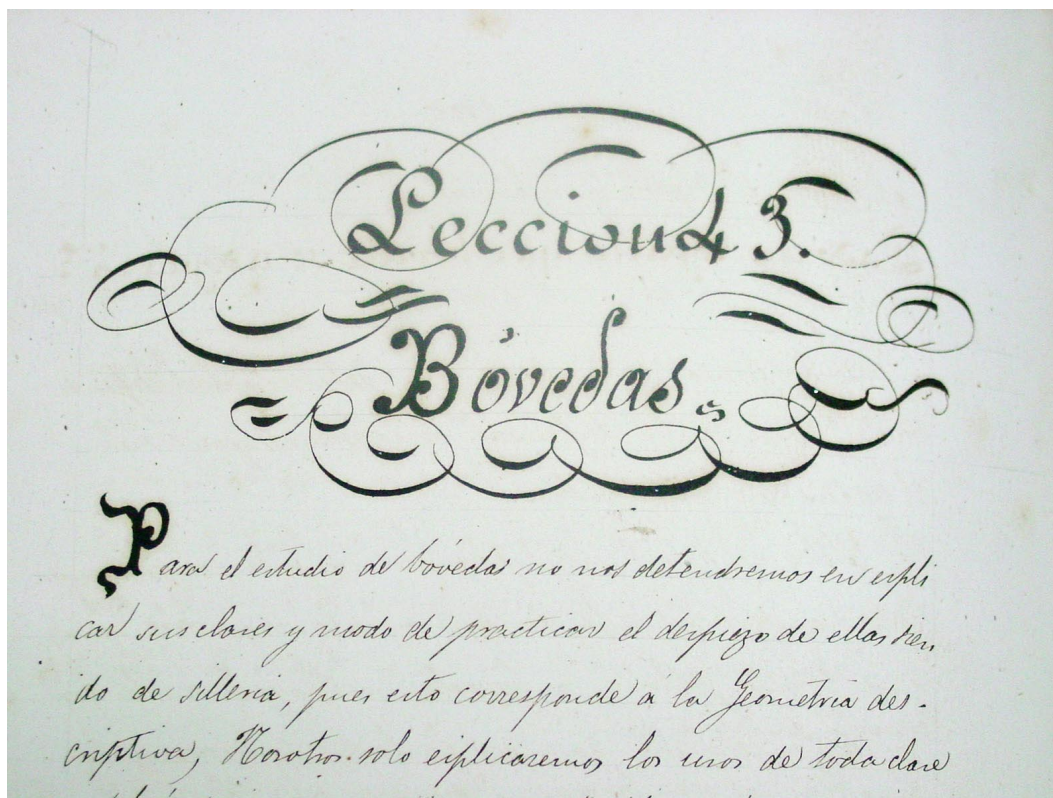 Leccion 43.
Bóvedas.
Para el estudio de bóvedas no nos detendremos en espli
car sus clases y modo de practicar el despiezo de ellas sien
do de silleria, pues esto corresponde á la Geometria des-
criptiva, Nosotros solo esplicaremos los usos de toda clase